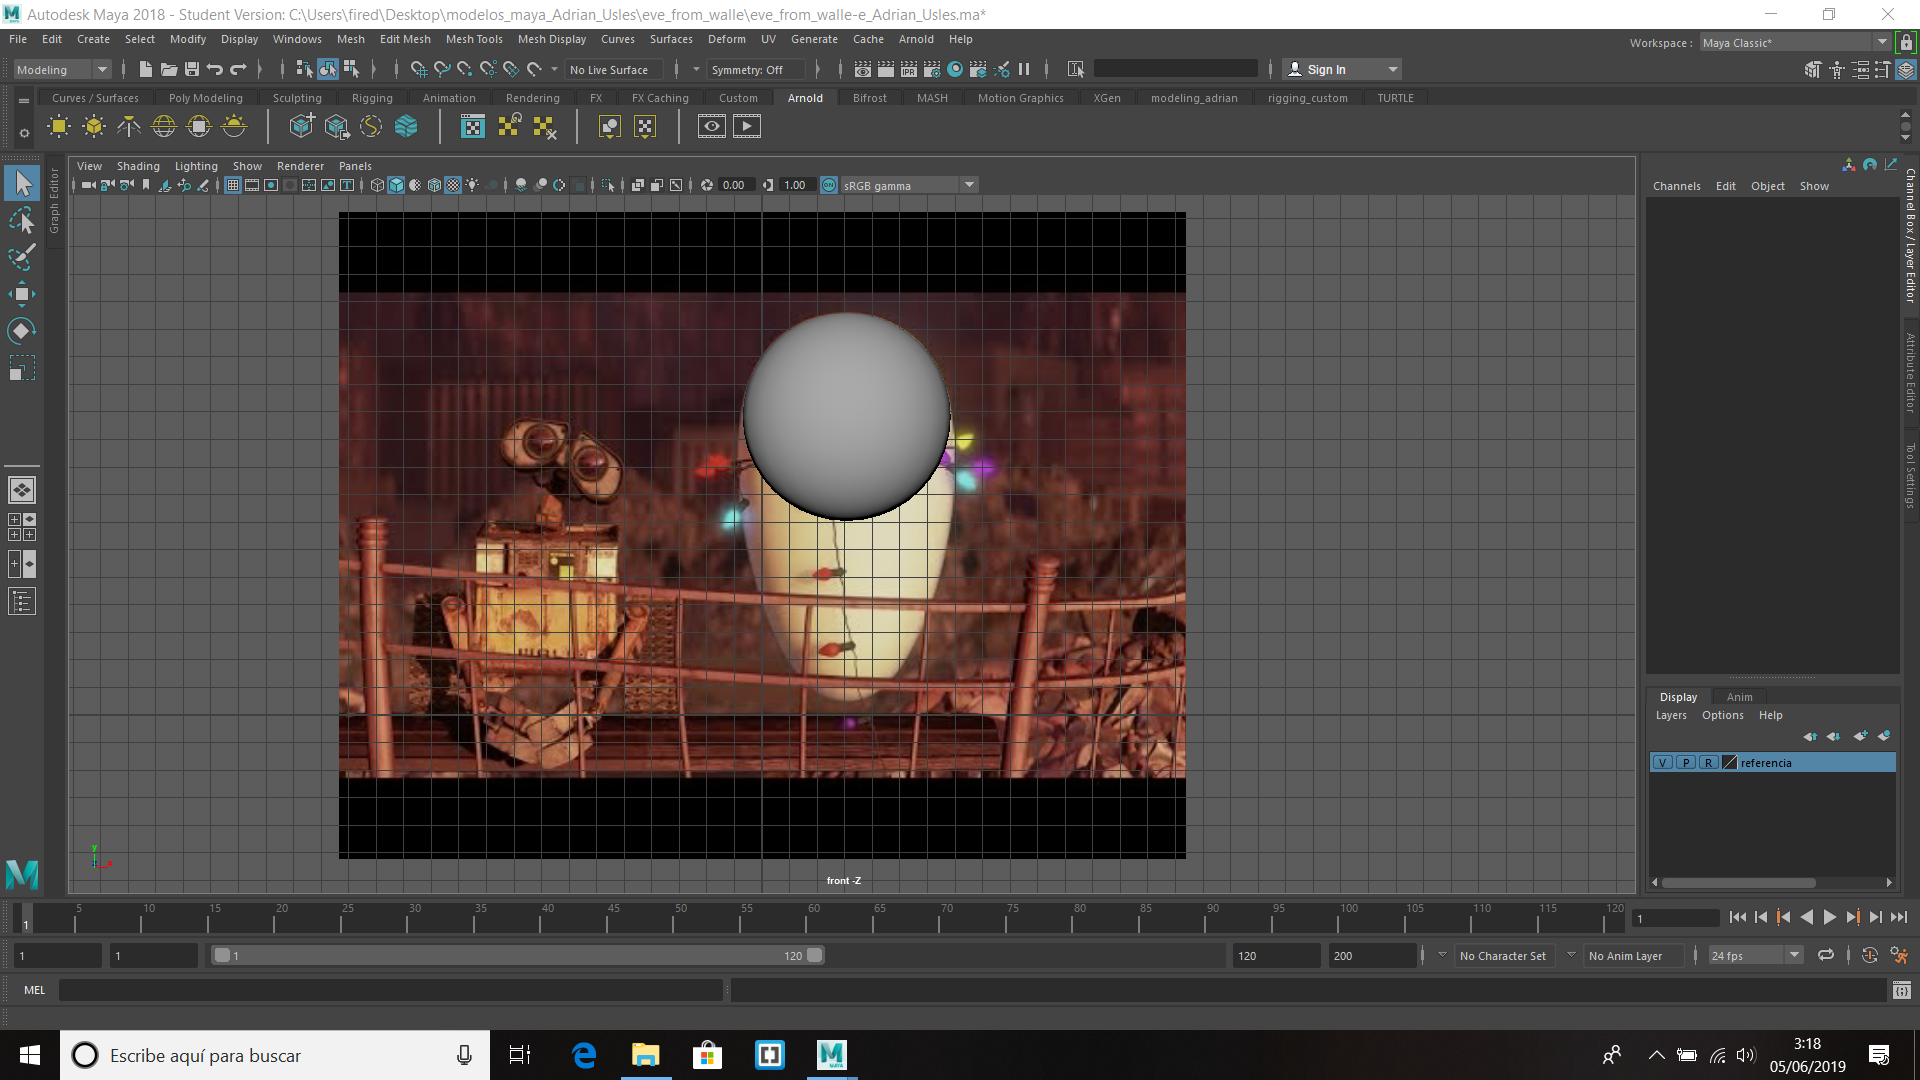 Autodesk Maya 2018 - Student Version: C:\Users\fired\Desktop\modelos_maya_Adrian_Usles\eve_from_walle\eve_from_walle-e_Adrian_Usles.ma*
File Edit Create Select Modify Display Windows Mesh Edit Mesh Mesh Tools Mesh Display Curves Surfaces Deform UV Generate Cache Arnold Help
Workspace : Maya Classic*
Modeling No Live Surface Symmetry: Off Sign In
Curves / Surfaces Poly Modeling Sculpting Rigging Animation Rendering FX FX Caching Custom Arnold Bifrost MASH Motion Graphics XGen modeling_adrian rigging_custom TURTLE
IPR
View Shading Lighting Show Renderer Panels
0.00 1.00 ON sRGB gamma
Graph Editor
Channels Edit Object Show
Channel Box / Layer Editor
Attribute Editor
Tool Settings
Display Anim
Layers Options Help
V P R referencia
y
x
front -Z
5 10 15 20 25 30 35 40 45 50 55 60 65 70 75 80 85 90 95 100 105 110 115 120
1 1
1 1 1 120 120 200 No Character Set No Anim Layer 24 fps
MEL
Escribe aquí para buscar
MAYA
3:18
05/06/2019